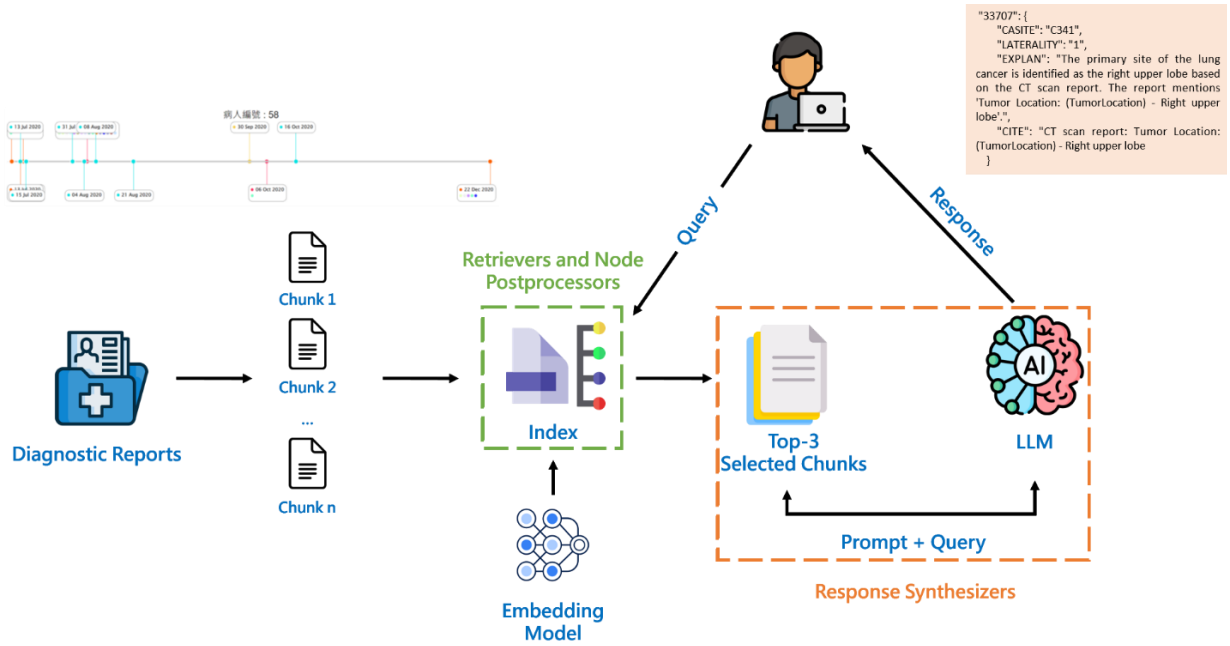 "33707": {
"CASITE": "C341",
"LATERALITY": "1",
"EXPLAN": "The primary site of the lung
cancer is identified as the right upper lobe based
on the CT scan report. The report mentions
'Tumor Location: (TumorLocation) - Right upper
lobe'.",
"CITE": "CT scan report: Tumor Location:
(TumorLocation) - Right upper lobe
}
病人編號 : 58
13 Jul 2020
31 Jul
08 Aug 2020
30 Sep 2020
16 Oct 2020
15 Jul 2020
04 Aug 2020
21 Aug 2020
06 Oct 2020
22 Dec 2020
Query
Response
Retrievers and Node
Postprocessors
Chunk 1
Chunk 2
...
Chunk n
Diagnostic Reports
Index
Embedding
Model
Top-3
Selected Chunks
AI
LLM
Prompt + Query
Response Synthesizers